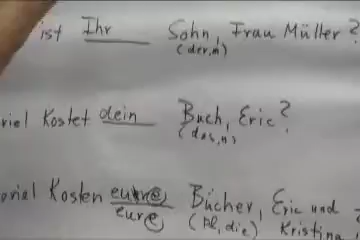 ist Ihr Sohn, Frau Müller?
(der, m)
viel Kostet dein Buch, Eric?
(das, n)
viel Kosten Bücher, Eric und
eure (Pl, die) Kristina?